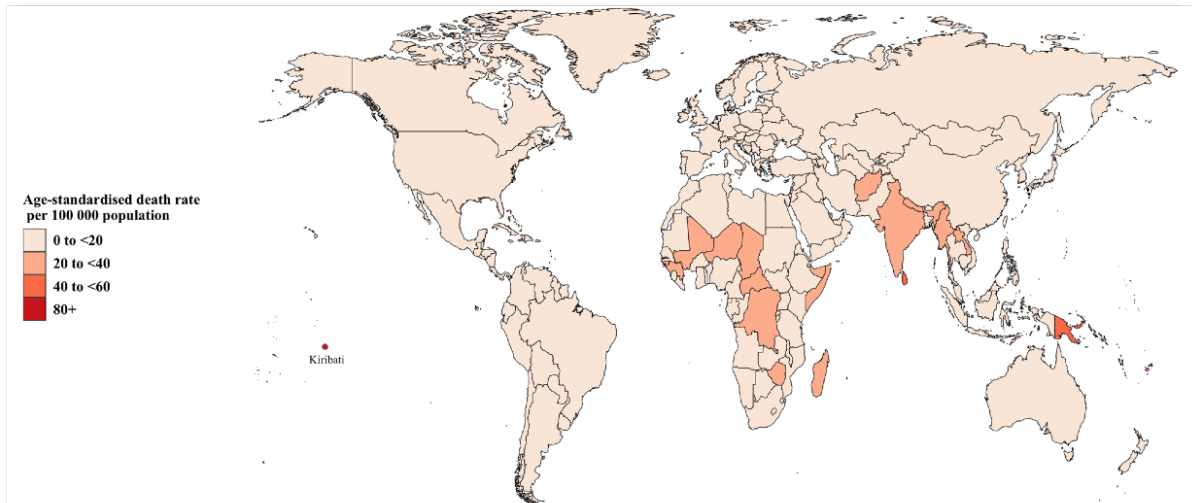 Age-standardised death rate
per 100 000 population
0 to <20
20 to <40
40 to <60
80+
Kiribati